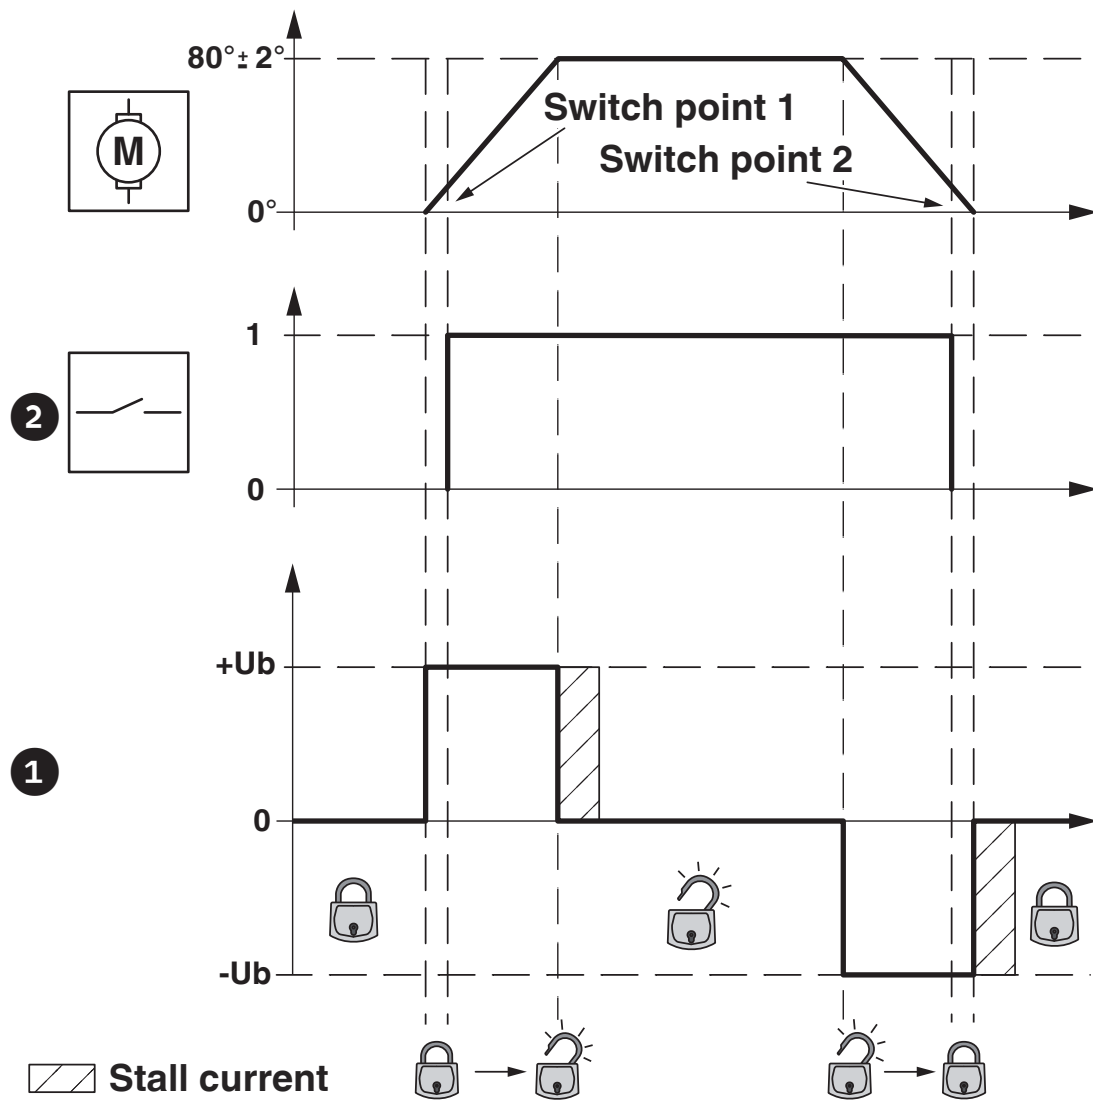 80°± 2°
M
Switch point 1
Switch point 2
0°
1
2
0
+Ub
1
0
-Ub
Stall current